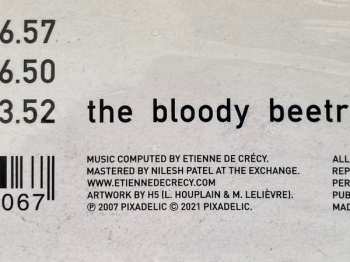 6.57
6.50
3.52 the bloody beetr
MUSIC COMPUTED BY ETIENNE DE CRÉCY. ALL
MASTERED BY NILESH PATEL AT THE EXCHANGE. REP
WWW.ETIENNEDECRECY.COM PER
ARTWORK BY H5 (L. HOUPLAIN & M. LELIÈVRE). PUB
℗ 2007 PIXADELIC © 2021 PIXADELIC. MAD
067